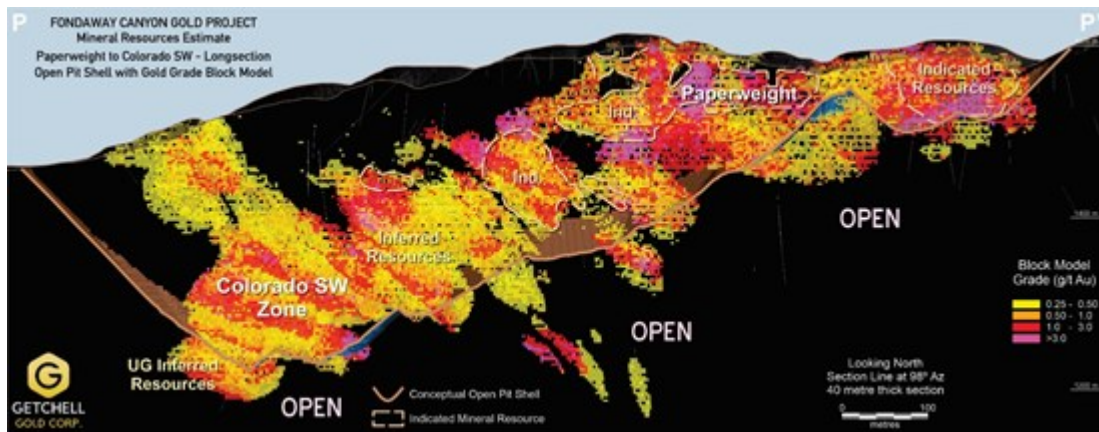 P
P'
FONDAWAY CANYON GOLD PROJECT
Mineral Resources Estimate
Paperweight to Colorado SW - Longsection
Open Pit Shell with Gold Grade Block Model
Indicated
Resources
Paperweight
Ind
Ind
Inferred
Resources
Colorado SW
Zone
UG Inferred
Resources
OPEN
OPEN
OPEN
Block Model
Grade (g/t Au)
0.25 - 0.50
0.50 - 1.0
1.0 - 3.0
>3.0
Looking North
Section Line at 98° Az
40 metre thick section
0 100
metres
Conceptual Open Pit Shell
Indicated Mineral Resource
G
GETCHELL
GOLD CORP.